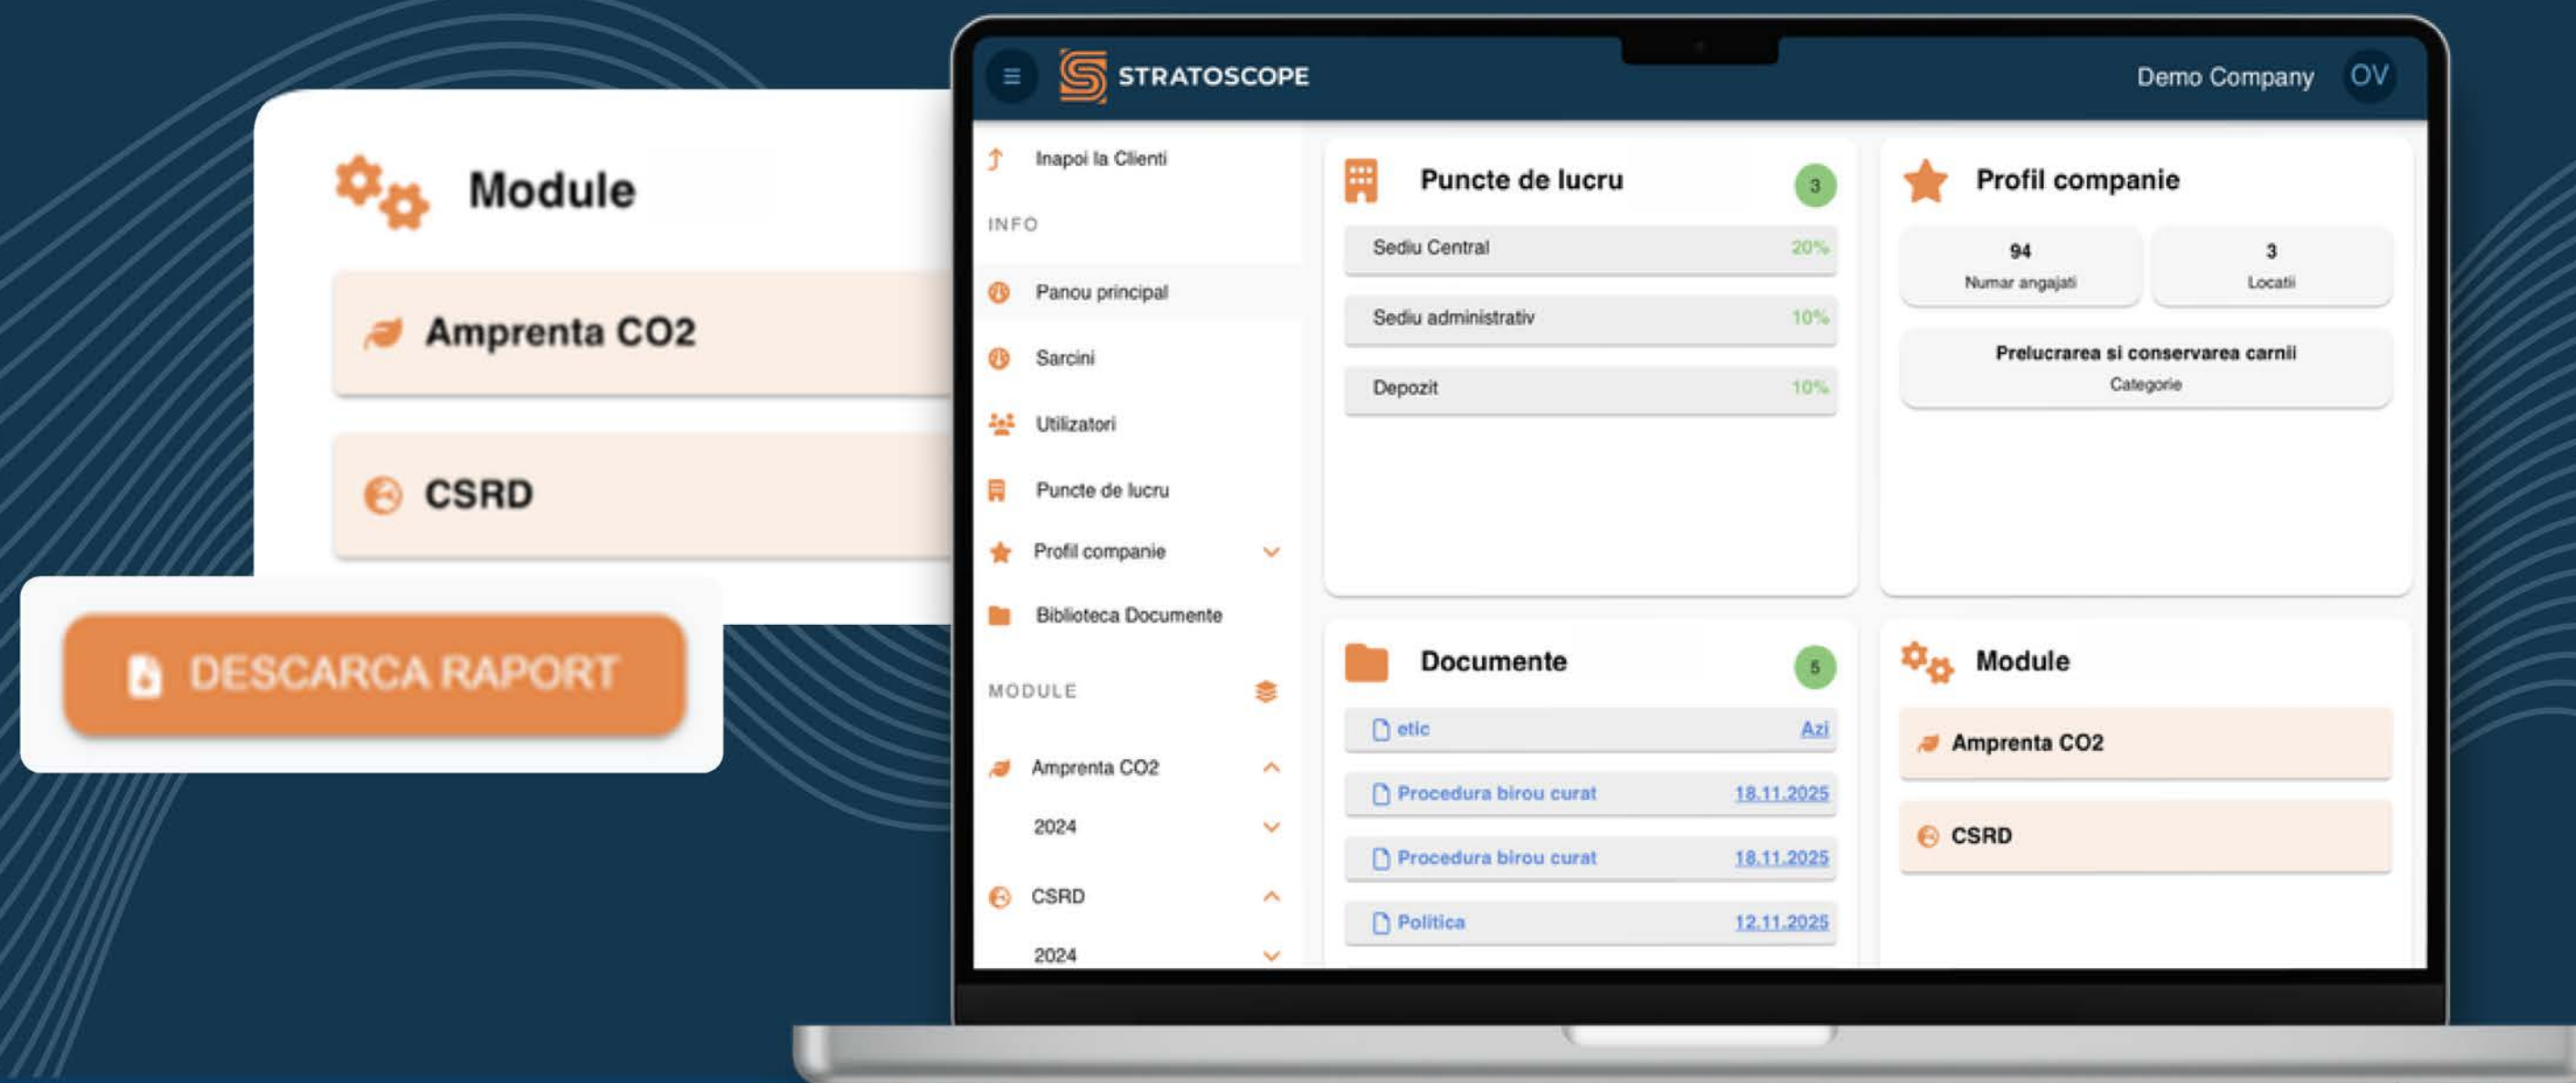 Module
Amprenta CO2
CSRD
DESCARCA RAPORT
STRATOSCOPE
Demo Company
OV
Inapoi la Clienti
INFO
Panou principal
Sarcini
Utilizatori
Puncte de lucru
Profil companie
Biblioteca Documente
MODULE
Amprenta CO2
2024
CSRD
2024
Puncte de lucru
3
Sediu Central
20%
Sediu administrativ
10%
Depozit
10%
Profil companie
94
Numar angajati
3
Locatii
Prelucrarea si conservarea carnii
Categorie
Documente
5
etic
Azi
Procedura birou curat
18.11.2025
Procedura birou curat
18.11.2025
Politica
12.11.2025
Module
Amprenta CO2
CSRD